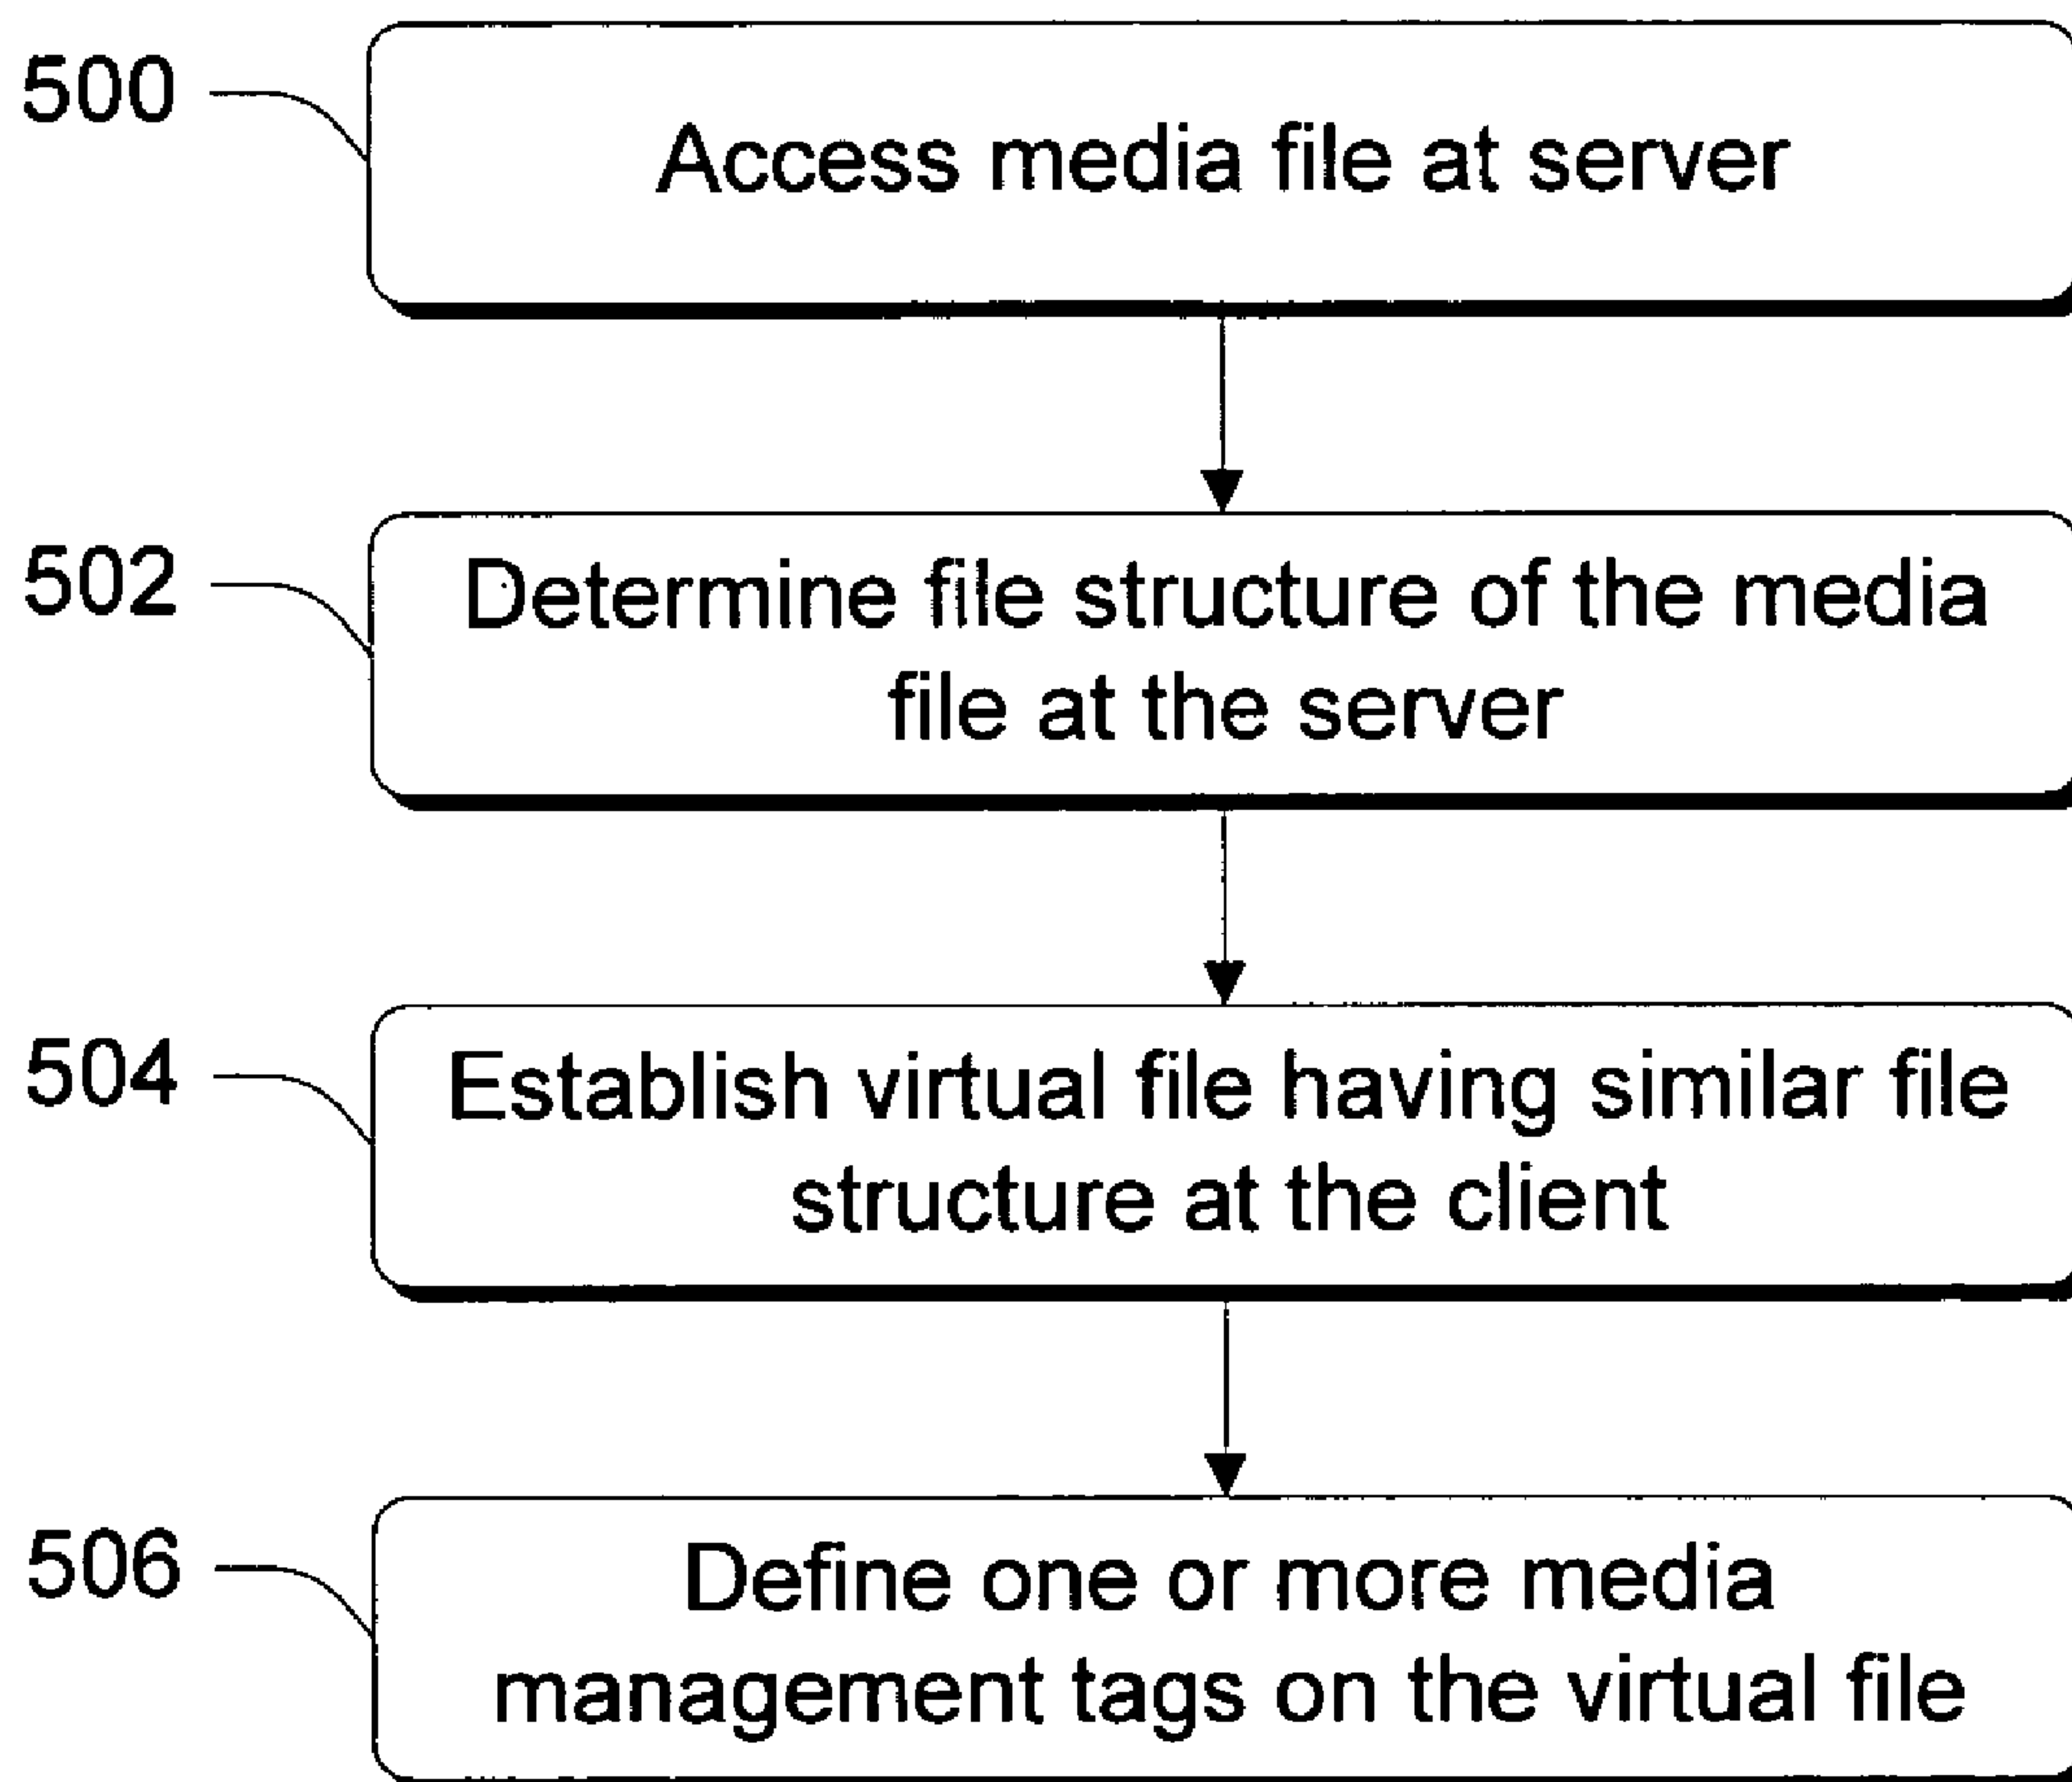 500
Access media file at server
502
Determine file structure of the media
file at the server
504
Establish virtual file having similar file
structure at the client
506
Define one or more media
management tags on the virtual file